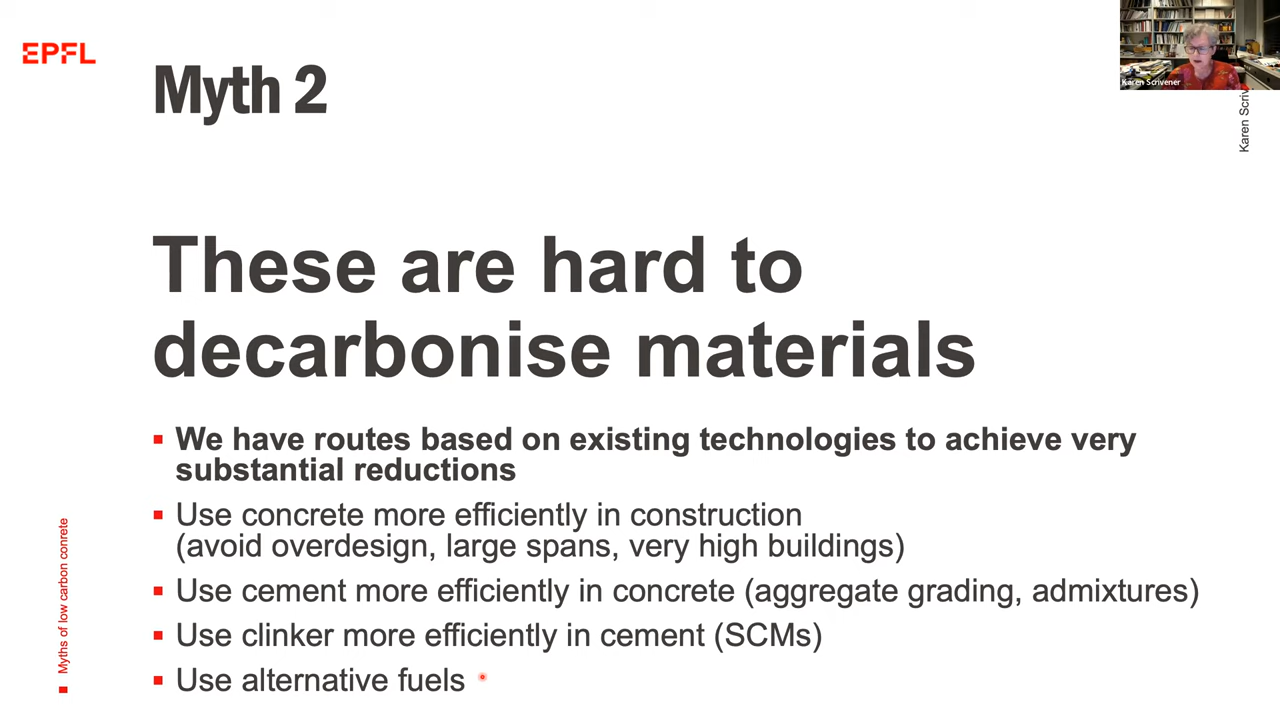 EPFL
Myth 2
Karen Scrivener
Karen Scriv
These are hard to
decarbonise materials
▪ We have routes based on existing technologies to achieve very
substantial reductions
▪ Use concrete more efficiently in construction
(avoid overdesign, large spans, very high buildings)
▪ Use cement more efficiently in concrete (aggregate grading, admixtures)
▪ Use clinker more efficiently in cement (SCMs)
▪ Use alternative fuels
Myths of low carbon conrete